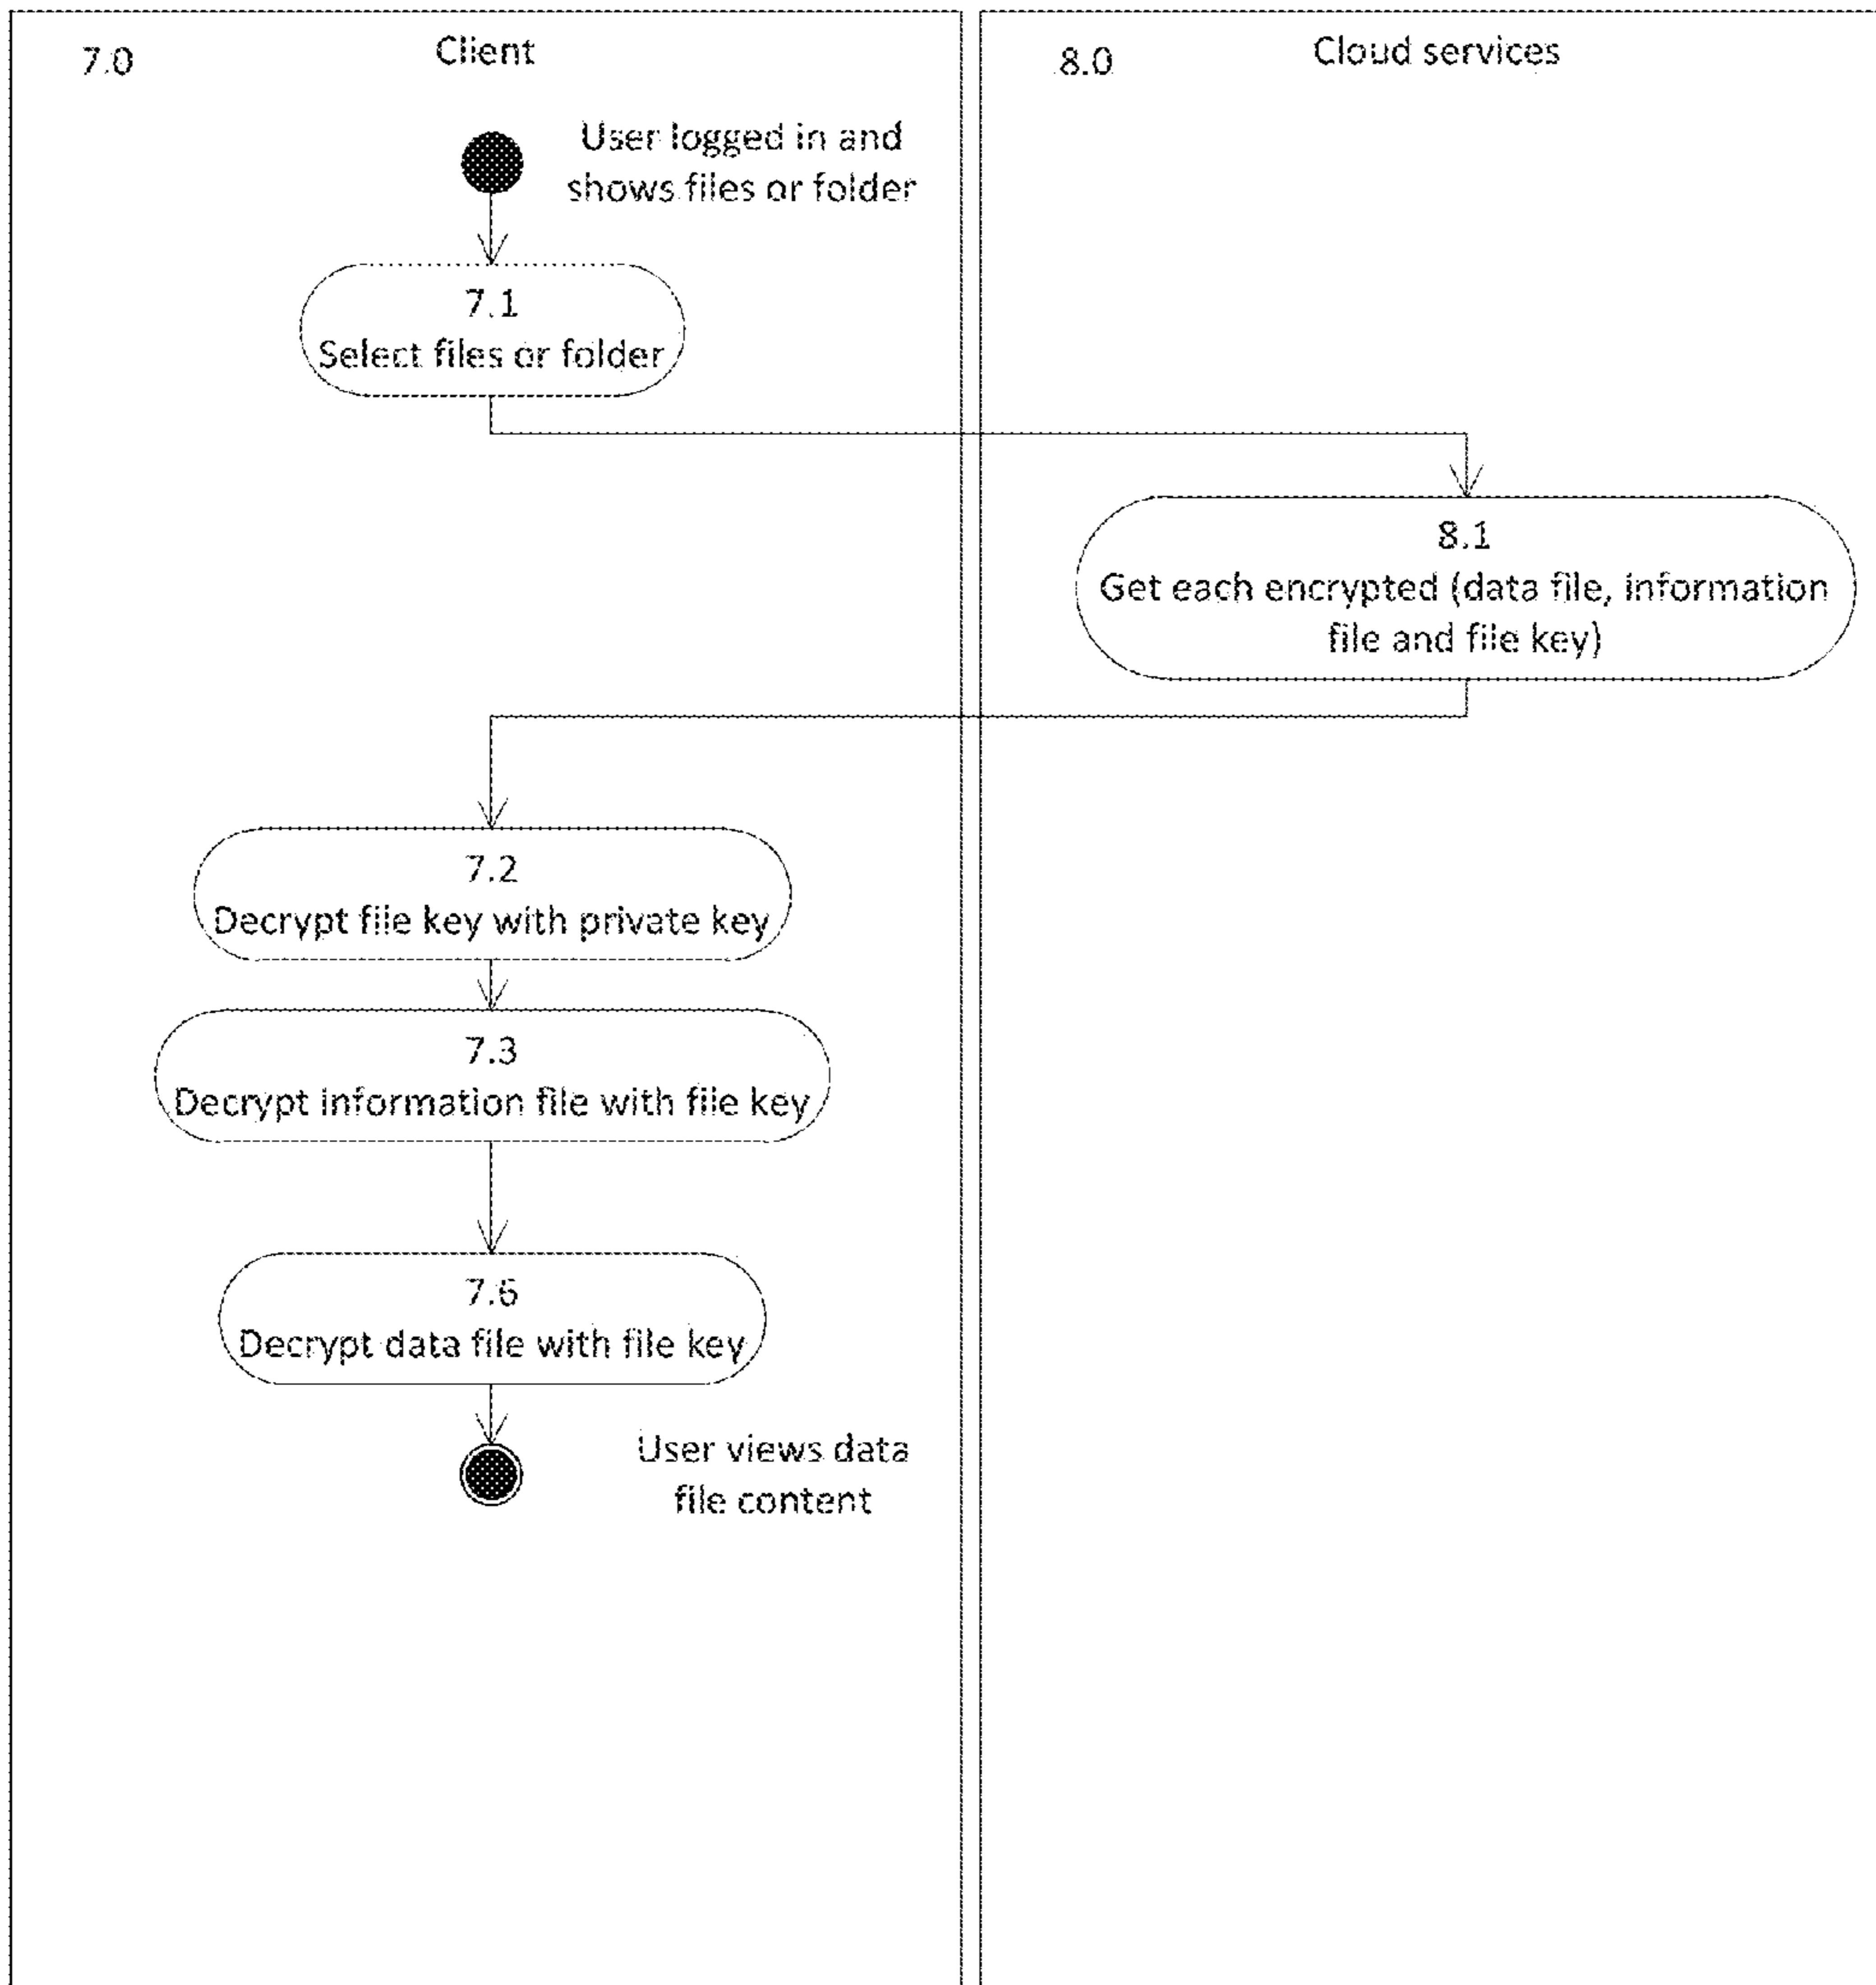 7.0
Client
8.0
Cloud services
User logged in and
shows files or folder
7.1
Select files or folder
8.1
Get each encrypted (data file, information
file and file key)
7.2
Decrypt file key with private key
7.3
Decrypt information file with file key
7.6
Decrypt data file with file key
User views data
file content